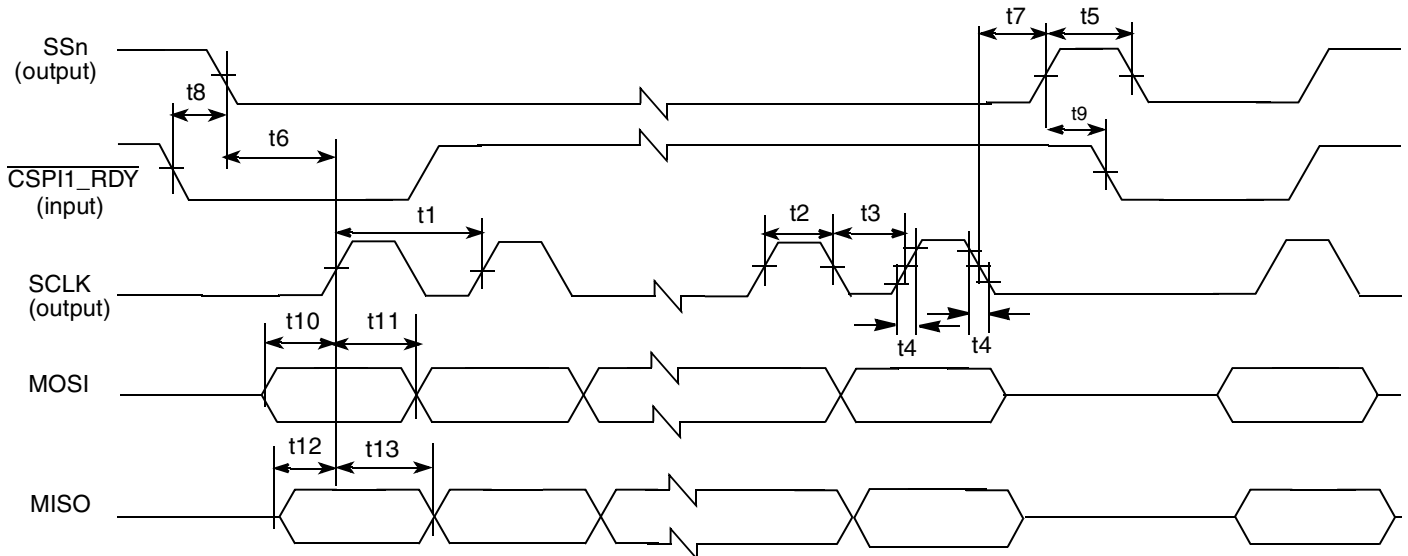 t7 t5
SSn
(output)
t8
t9
t6
CSPI1_RDY
(input)
t1 t2 t3
SCLK
(output)
t10 t11
t4 t4
MOSI
t12 t13
MISO